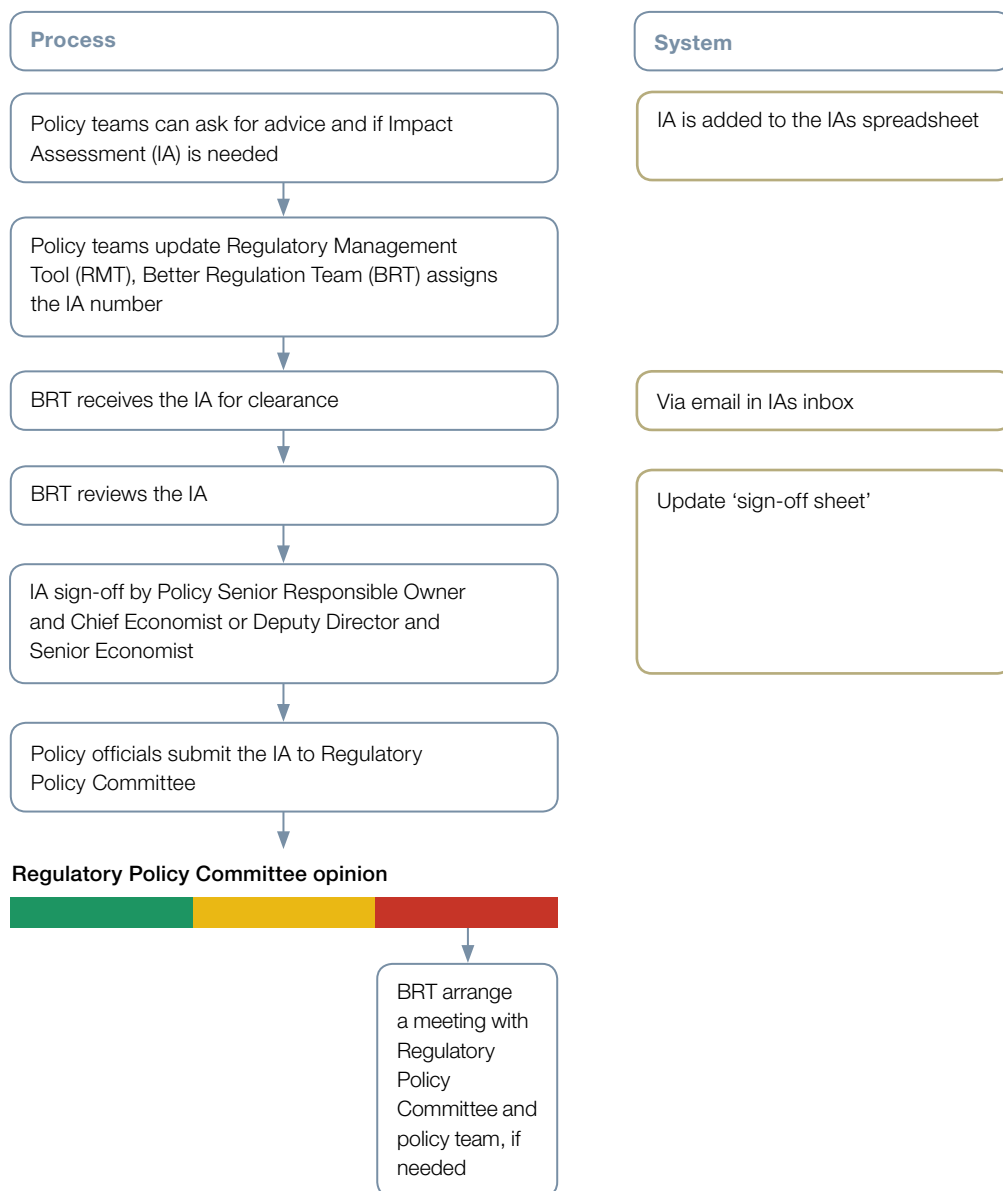 Process
System
Policy teams can ask for advice and if Impact
Assessment (IA) is needed
IA is added to the IAs spreadsheet
Policy teams update Regulatory Management
Tool (RMT), Better Regulation Team (BRT) assigns
the IA number
BRT receives the IA for clearance
Via email in IAs inbox
BRT reviews the IA
Update ‘sign-off sheet’
IA sign-off by Policy Senior Responsible Owner
and Chief Economist or Deputy Director and
Senior Economist
Policy officials submit the IA to Regulatory
Policy Committee
Regulatory Policy Committee opinion
BRT arrange
a meeting with
Regulatory
Policy
Committee and
policy team, if
needed